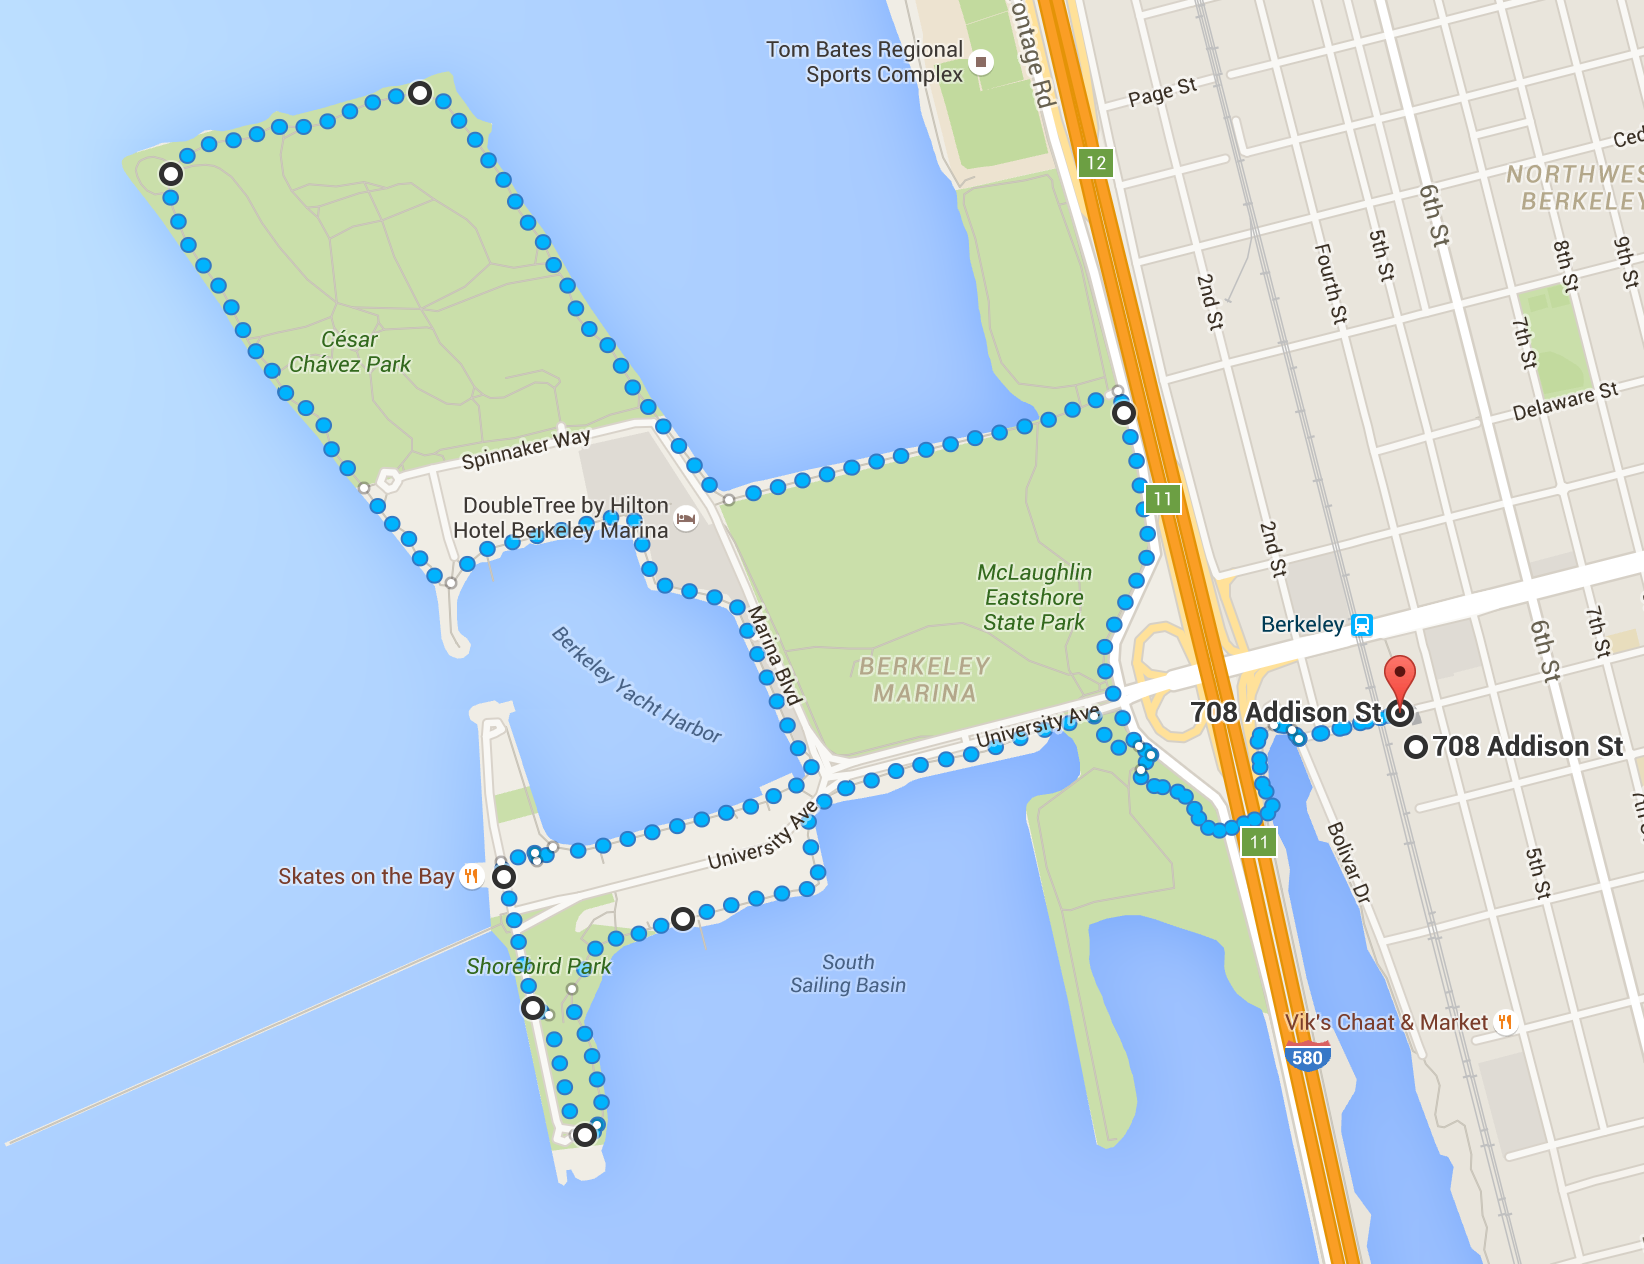 Tom Bates Regional
Sports Complex
ontage Rd
Page St
12
Ced
NORTHWES
BERKELEY
6th St
5th St
Fourth St
2nd St
8th St
9th St
7th St
Delaware St
César
Chávez Park
Spinnaker Way
DoubleTree by Hilton
Hotel Berkeley Marina
11
2nd St
McLaughlin
Eastshore
State Park
Berkeley
6th St
7th St
Marina Blvd
Berkeley Yacht Harbor
BERKELEY
MARINA
University Ave
708 Addison St
708 Addison St
University Ave
11
Bolivar Dr
5th St
Skates on the Bay
Shorebird Park
South
Sailing Basin
Vik's Chaat & Market
580